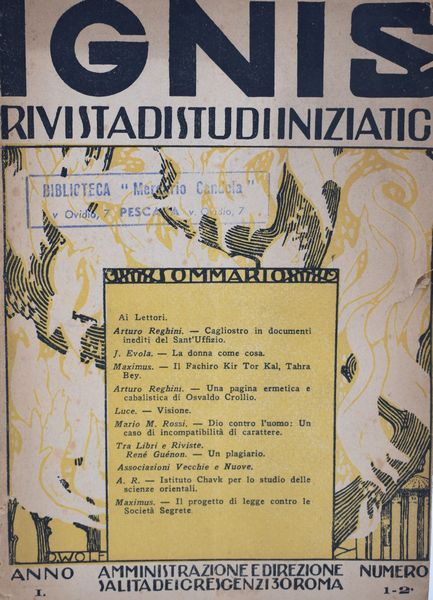 IGNIS
RIVISTA DI STUDI INIZIATIC
BIBLIOTECA "Mercurio Candela"
v Ovidio, 7 PESCARA v. Ovidio, 7
SOMMARIO
Ai Lettori.
Arturo Reghini. — Cagliostro in documenti
inediti del Sant'Uffizio.
J. Evola. — La donna come cosa.
Maximus. — Il Fachiro Kir Tor Kal, Tahra
Bey.
Arturo Reghini. — Una pagina ermetica e
cabalistica di Osvaldo Crollio.
Luce. — Visione.
Mario M. Rossi. — Dio contro l'uomo: Un
caso di incompatibilità di carattere.
Tra Libri e Riviste.
René Guénon. — Un plagiario.
Associazioni Vecchie e Nuove.
A. R. — Istituto Chavk per lo studio delle
scienze orientali.
Maximus. — Il progetto di legge contro le
Società Segrete.
D. WOLF
ANNO AMMINISTRAZIONE E DIREZIONE NUMERO
I. SALITA DEI CRESCENZI 30 ROMA 1-2